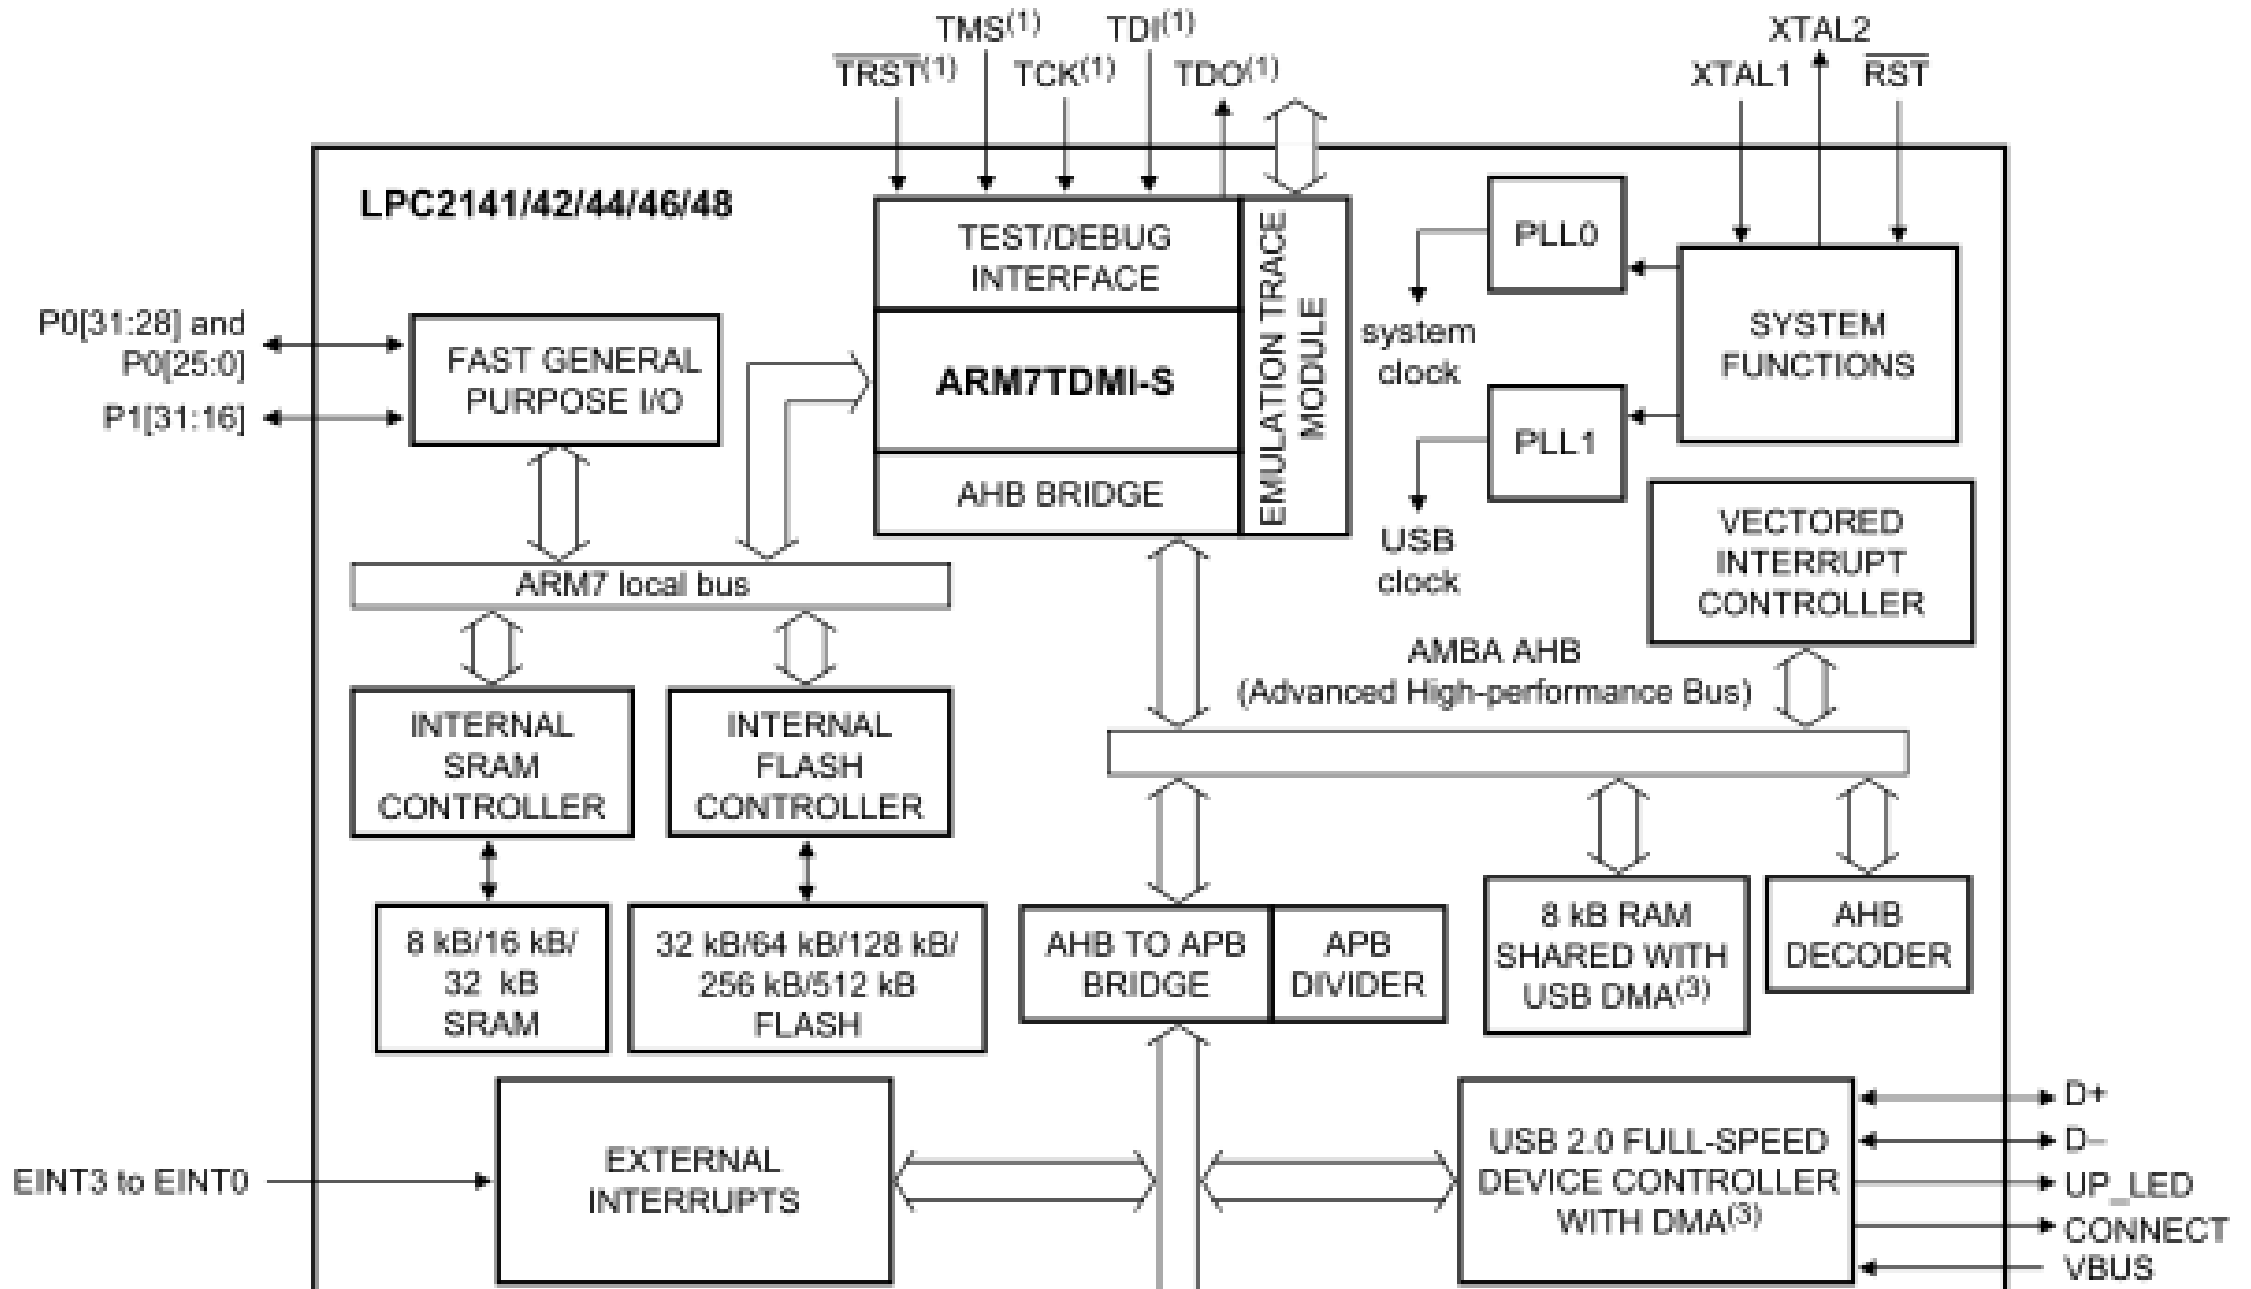 TMS(1)
TDI(1)
XTAL2
TRST(1)
TCK(1)
TDO(1)
XTAL1
RST
LPC2141/42/44/46/48
TEST/DEBUG
INTERFACE
EMULATION TRACE
MODULE
PLL0
system
clock
SYSTEM
FUNCTIONS
P0[31:28] and
P0[25:0]
P1[31:16]
FAST GENERAL
PURPOSE I/O
ARM7TDMI-S
PLL1
AHB BRIDGE
USB
clock
VECTORED
INTERRUPT
CONTROLLER
ARM7 local bus
AMBA AHB
(Advanced High-performance Bus)
INTERNAL
SRAM
CONTROLLER
INTERNAL
FLASH
CONTROLLER
8 kB/16 kB/
32 kB
SRAM
32 kB/64 kB/128 kB/
256 kB/512 kB
FLASH
AHB TO APB
BRIDGE
APB
DIVIDER
8 kB RAM
SHARED WITH
USB DMA(3)
AHB
DECODER
EINT3 to EINT0
EXTERNAL
INTERRUPTS
USB 2.0 FULL-SPEED
DEVICE CONTROLLER
WITH DMA(3)
D+
D−
UP_LED
CONNECT
VBUS